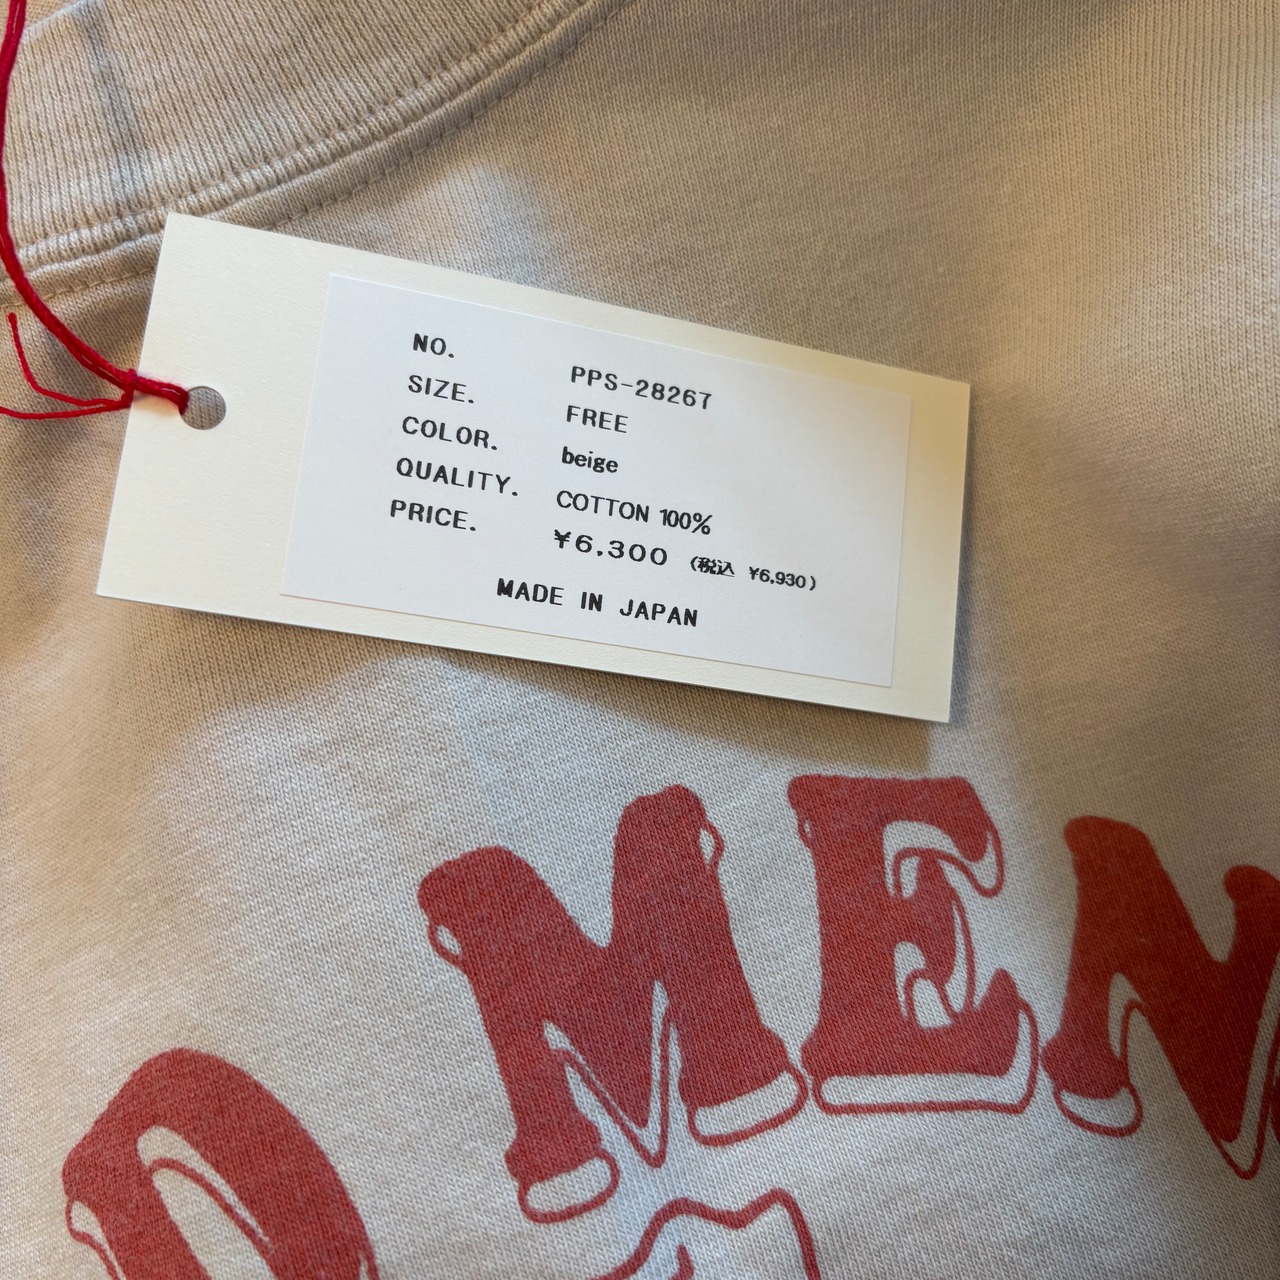 NO. PPS-28267
SIZE. FREE
COLOR. beige
QUALITY. COTTON 100%
PRICE. ¥6,300 (税込 ¥6,930)
MADE IN JAPAN
O MEN